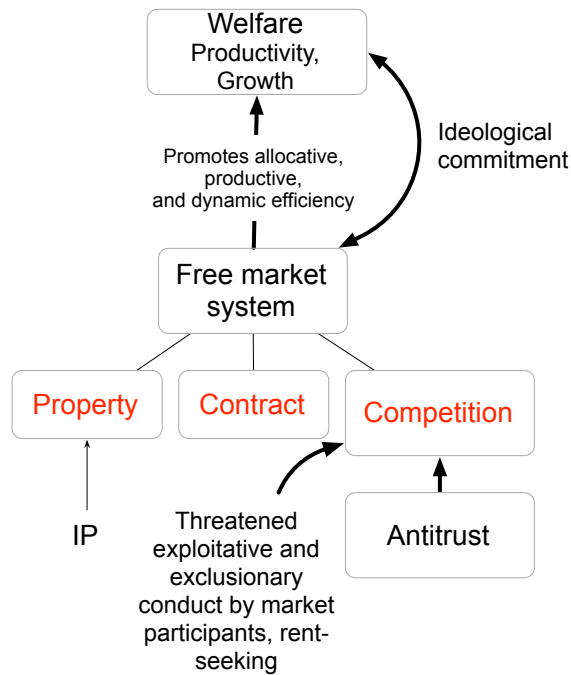 Welfare
Productivity,
Growth
Ideological
commitment
Promotes allocative,
productive,
and dynamic efficiency
Free market
system
Property
Contract
Competition
IP
Threatened
exploitative and
exclusionary
conduct by market
participants, rent-
seeking
Antitrust